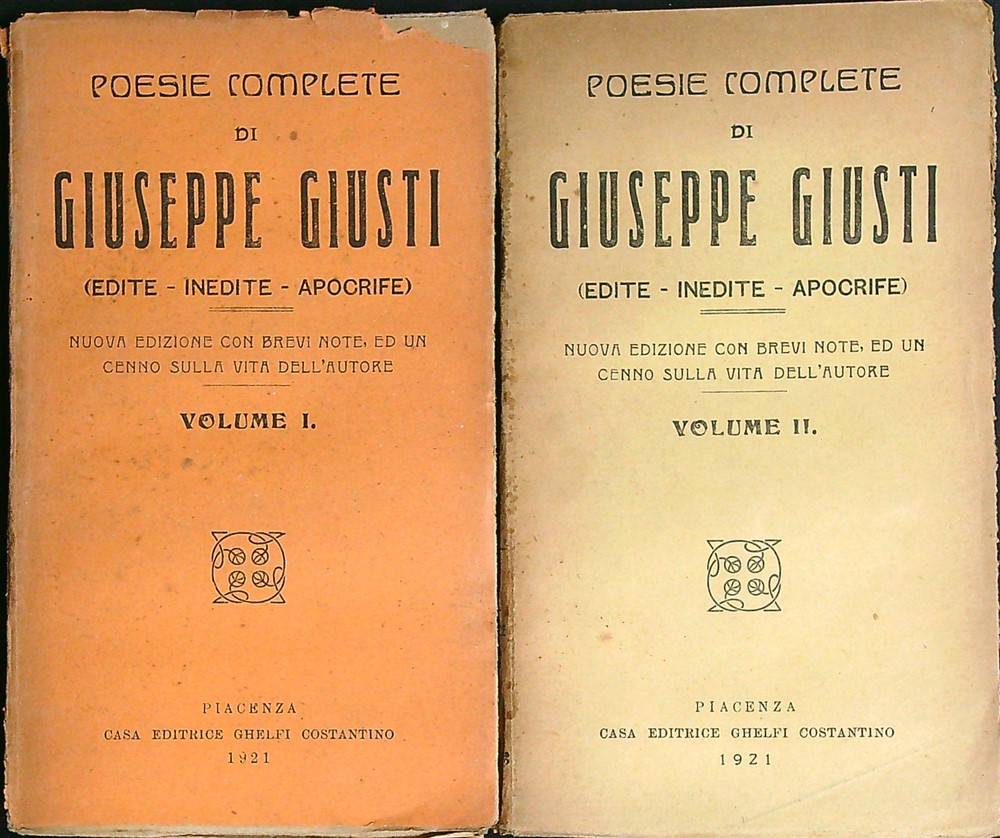 POESIE COMPLETE
DI
GIUSEPPE GIUSTI
(EDITE - INEDITE - APOCRIFE)
NUOVA EDIZIONE CON BREVI NOTE, ED UN
CENNO SULLA VITA DELL'AUTORE
VOLUME I.
PIACENZA
CASA EDITRICE GHELFI COSTANTINO
1921
POESIE COMPLETE
DI
GIUSEPPE GIUSTI
(EDITE - INEDITE - APOCRIFE)
NUOVA EDIZIONE CON BREVI NOTE, ED UN
CENNO SULLA VITA DELL'AUTORE
VOLUME II.
PIACENZA
CASA EDITRICE GHELFI COSTANTINO
1921